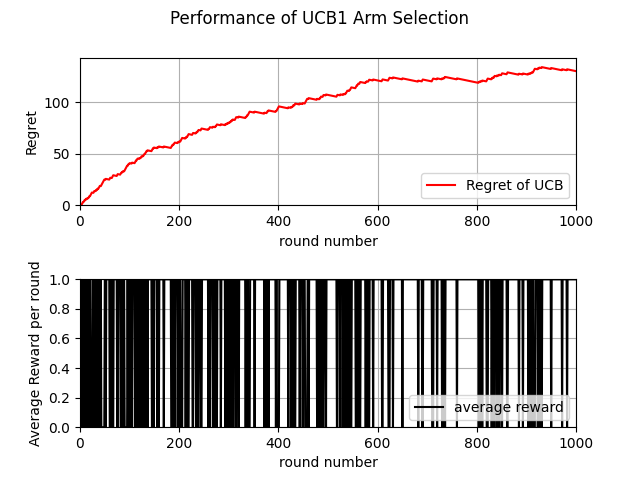 Performance of UCB1 Arm Selection
Regret
100
50
0
Regret of UCB
0 200 400 600 800 1000
round number
Average Reward per round
1.0
0.8
0.6
0.4
0.2
0.0
average reward
0 200 400 600 800 1000
round number